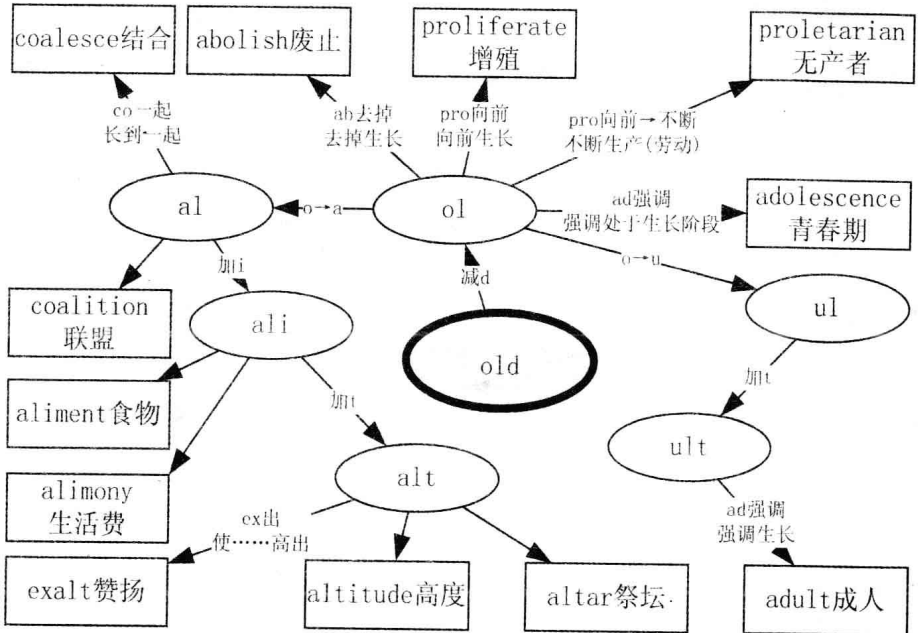 coalesce结合
abolish废止
proliferate
增殖
proletarian
无产者
co一起
长到一起
ab去掉
去掉生长
pro向前
向前生长
pro向前→不断
不断生产(劳动)
al
o→a
ol
ad强调
强调处于生长阶段
adolescence
青春期
加i
减d
o→u
coalition
联盟
ali
old
ul
aliment食物
加t
加t
ult
alimony
生活费
alt
ex出
使……高出
ad强调
强调生长
exalt赞扬
altitude高度
altar祭坛
adult成人